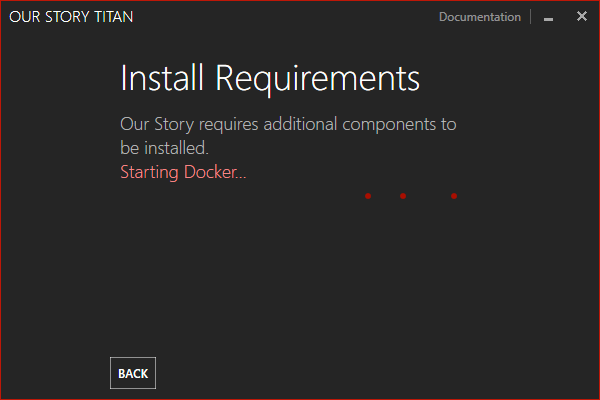 OUR STORY TITAN
Documentation
Install Requirements
Our Story requires additional components to
be installed.
Starting Docker...
BACK